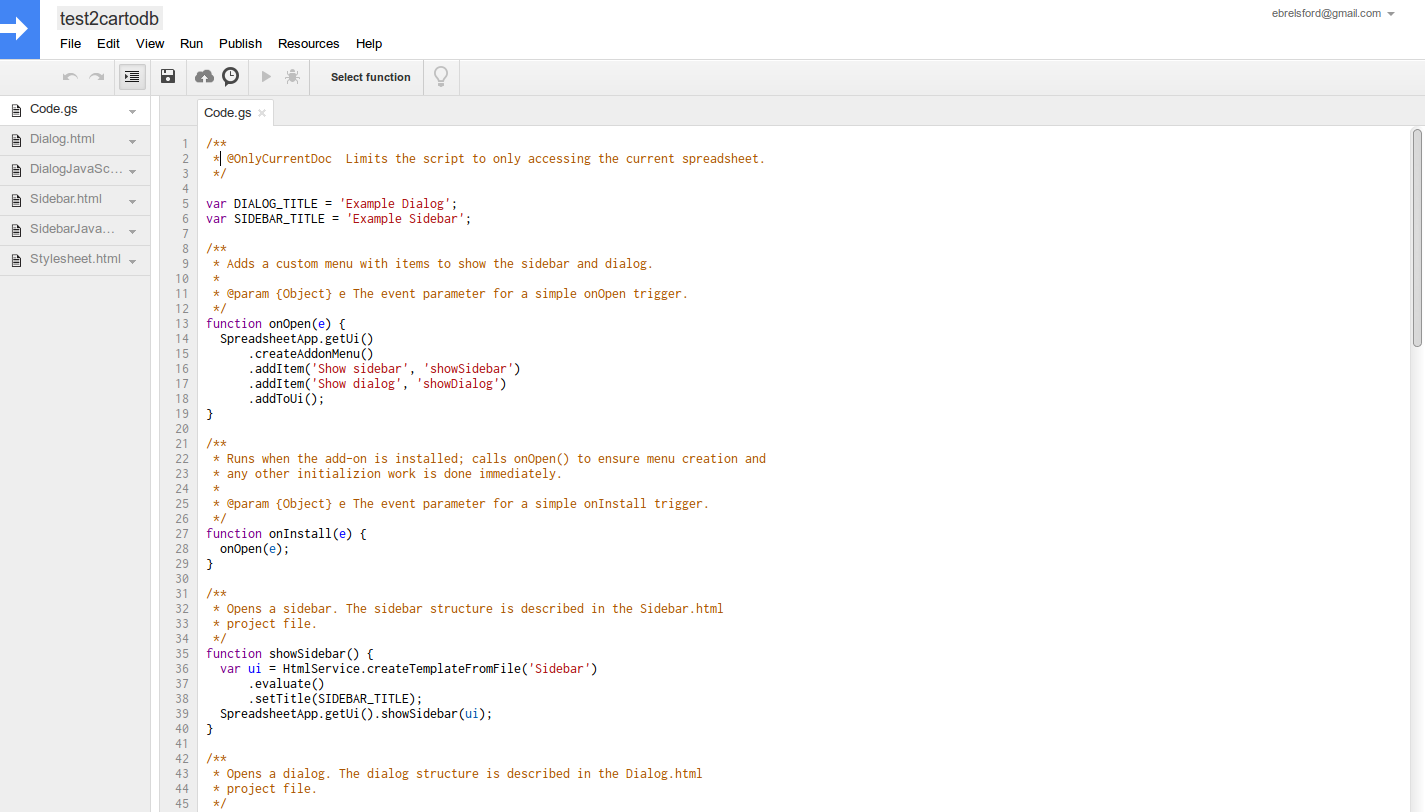 test2cartodb
ebrelsford@gmail.com
File Edit View Run Publish Resources Help
Select function
Code.gs
Dialog.html
DialogJavaSc...
Sidebar.html
SidebarJava...
Stylesheet.html
Code.gs ×
1 /**
2  * @OnlyCurrentDoc  Limits the script to only accessing the current spreadsheet.
3  */
4
5 var DIALOG_TITLE = 'Example Dialog';
6 var SIDEBAR_TITLE = 'Example Sidebar';
7
8 /**
9  * Adds a custom menu with items to show the sidebar and dialog.
10  *
11  * @param {Object} e The event parameter for a simple onOpen trigger.
12  */
13 function onOpen(e) {
14   SpreadsheetApp.getUi()
15       .createAddonMenu()
16       .addItem('Show sidebar', 'showSidebar')
17       .addItem('Show dialog', 'showDialog')
18       .addToUi();
19 }
20
21 /**
22  * Runs when the add-on is installed; calls onOpen() to ensure menu creation and
23  * any other initializion work is done immediately.
24  *
25  * @param {Object} e The event parameter for a simple onInstall trigger.
26  */
27 function onInstall(e) {
28   onOpen(e);
29 }
30
31 /**
32  * Opens a sidebar. The sidebar structure is described in the Sidebar.html
33  * project file.
34  */
35 function showSidebar() {
36   var ui = HtmlService.createTemplateFromFile('Sidebar')
37       .evaluate()
38       .setTitle(SIDEBAR_TITLE);
39   SpreadsheetApp.getUi().showSidebar(ui);
40 }
41
42 /**
43  * Opens a dialog. The dialog structure is described in the Dialog.html
44  * project file.
45  */